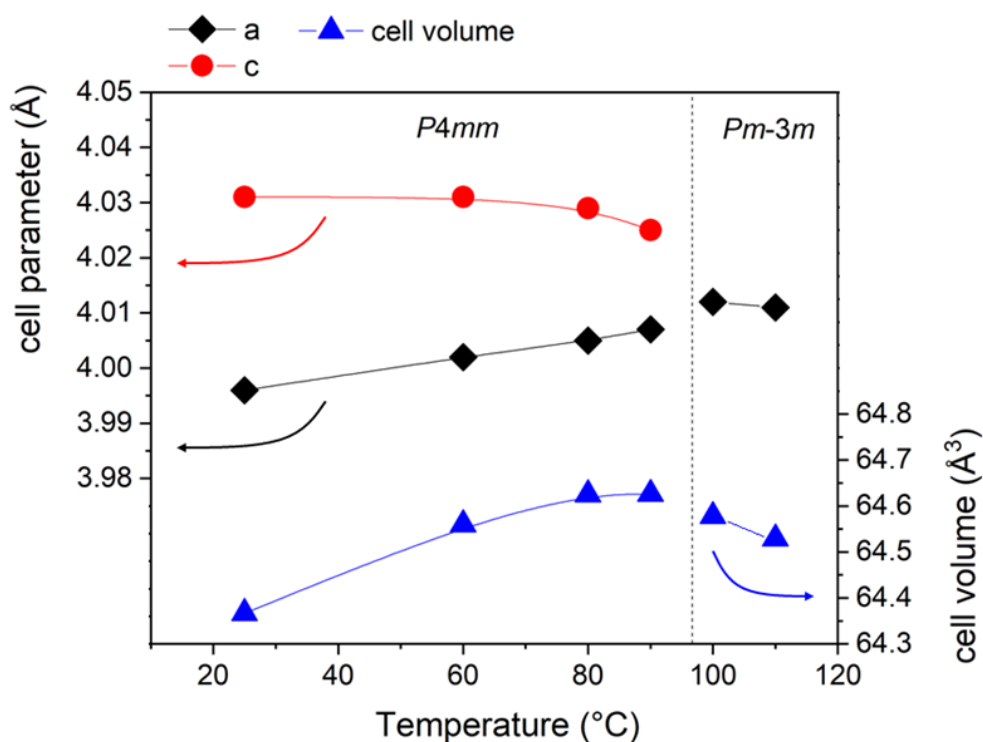 a
cell volume
c
4.05
4.04
4.03
4.02
4.01
4.00
3.99
3.98
cell parameter (Å)
P4mm
Pm-3m
64.8
64.7
64.6
64.5
64.4
64.3
cell volume (Å³)
20 40 60 80 100 120
Temperature (°C)